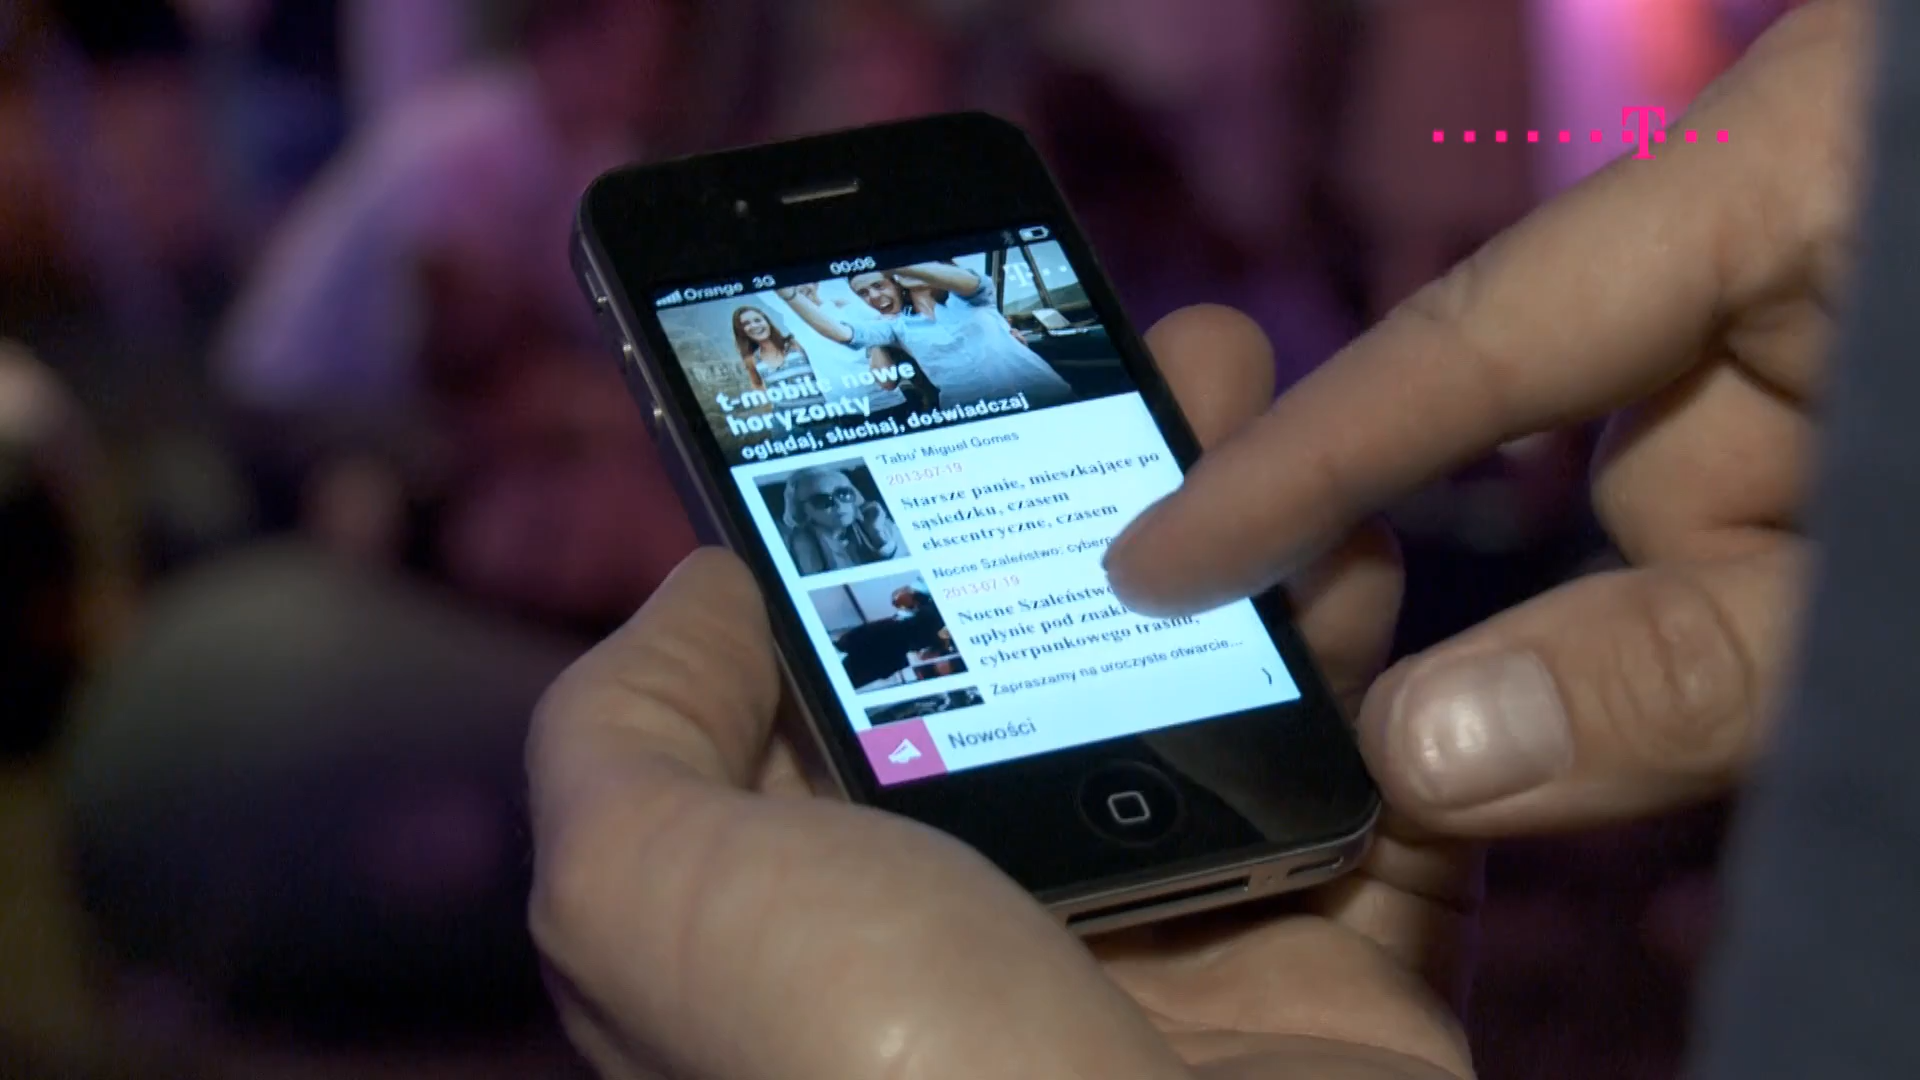 T
Orange 3G 00:06
T
t-mobile nowe
horyzonty
oglądaj, słuchaj, doświadczaj
'Tabu' Miguel Gomes
2013-07-19
Starsze panie, mieszkające po
sąsiedzku, czasem
ekscentryczne, czasem
Nocne Szaleństwo: cyberp
2013-07-19
Nocne Szaleństwo
upłynie pod znaki
cyberpunkowego trashu,
Zapraszamy na uroczyste otwarcie...
Nowości